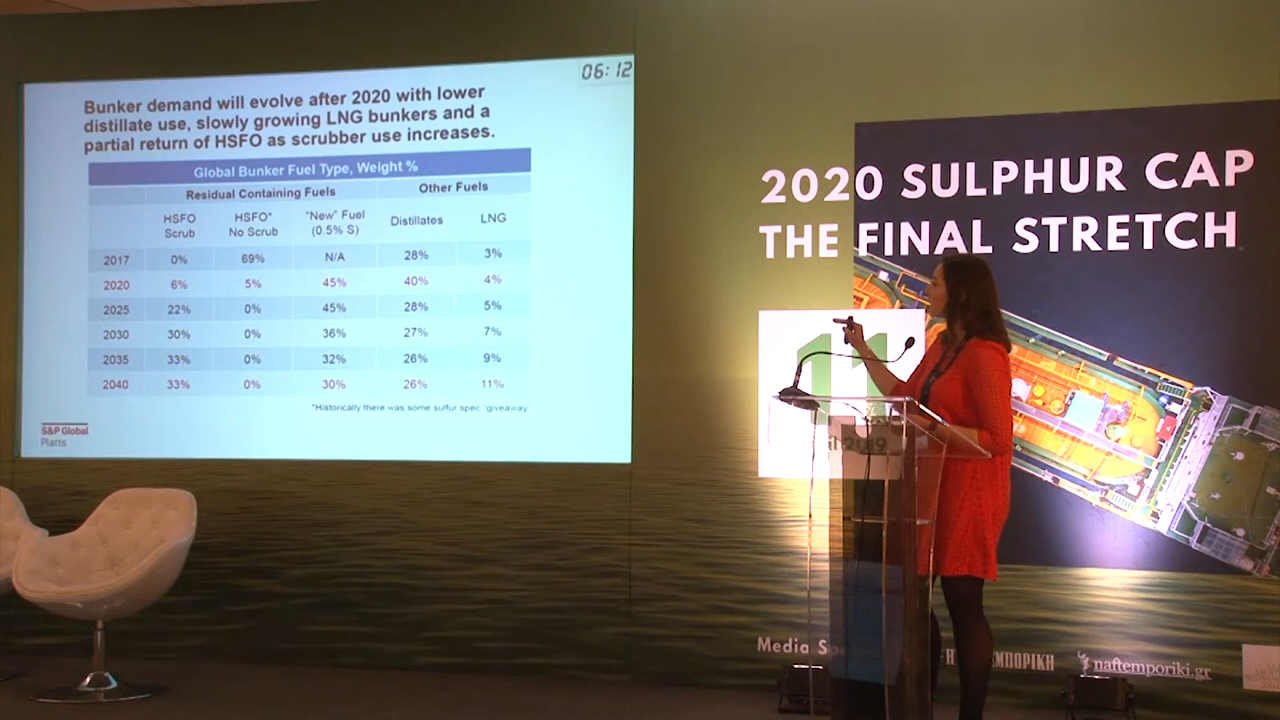 06:12
Bunker demand will evolve after 2020 with lower
distillate use, slowly growing LNG bunkers and a
partial return of HSFO as scrubber use increases.
Global Bunker Fuel Type, Weight %
Residual Containing Fuels Other Fuels
HSFO Scrub HSFO* No Scrub "New" Fuel (0.5% S) Distillates LNG
2017 0% 69% N/A 28% 3%
2020 6% 5% 45% 40% 4%
2025 22% 0% 45% 28% 5%
2030 30% 0% 36% 27% 7%
2035 33% 0% 32% 26% 9%
2040 33% 0% 30% 26% 11%
*Historically there was some sulfur spec "giveaway"
S&P Global
Platts
2020 SULPHUR CAP
THE FINAL STRETCH
11
il 2019
Media
ΜΠΟΡΙΚΗ
naftemporiki.gr